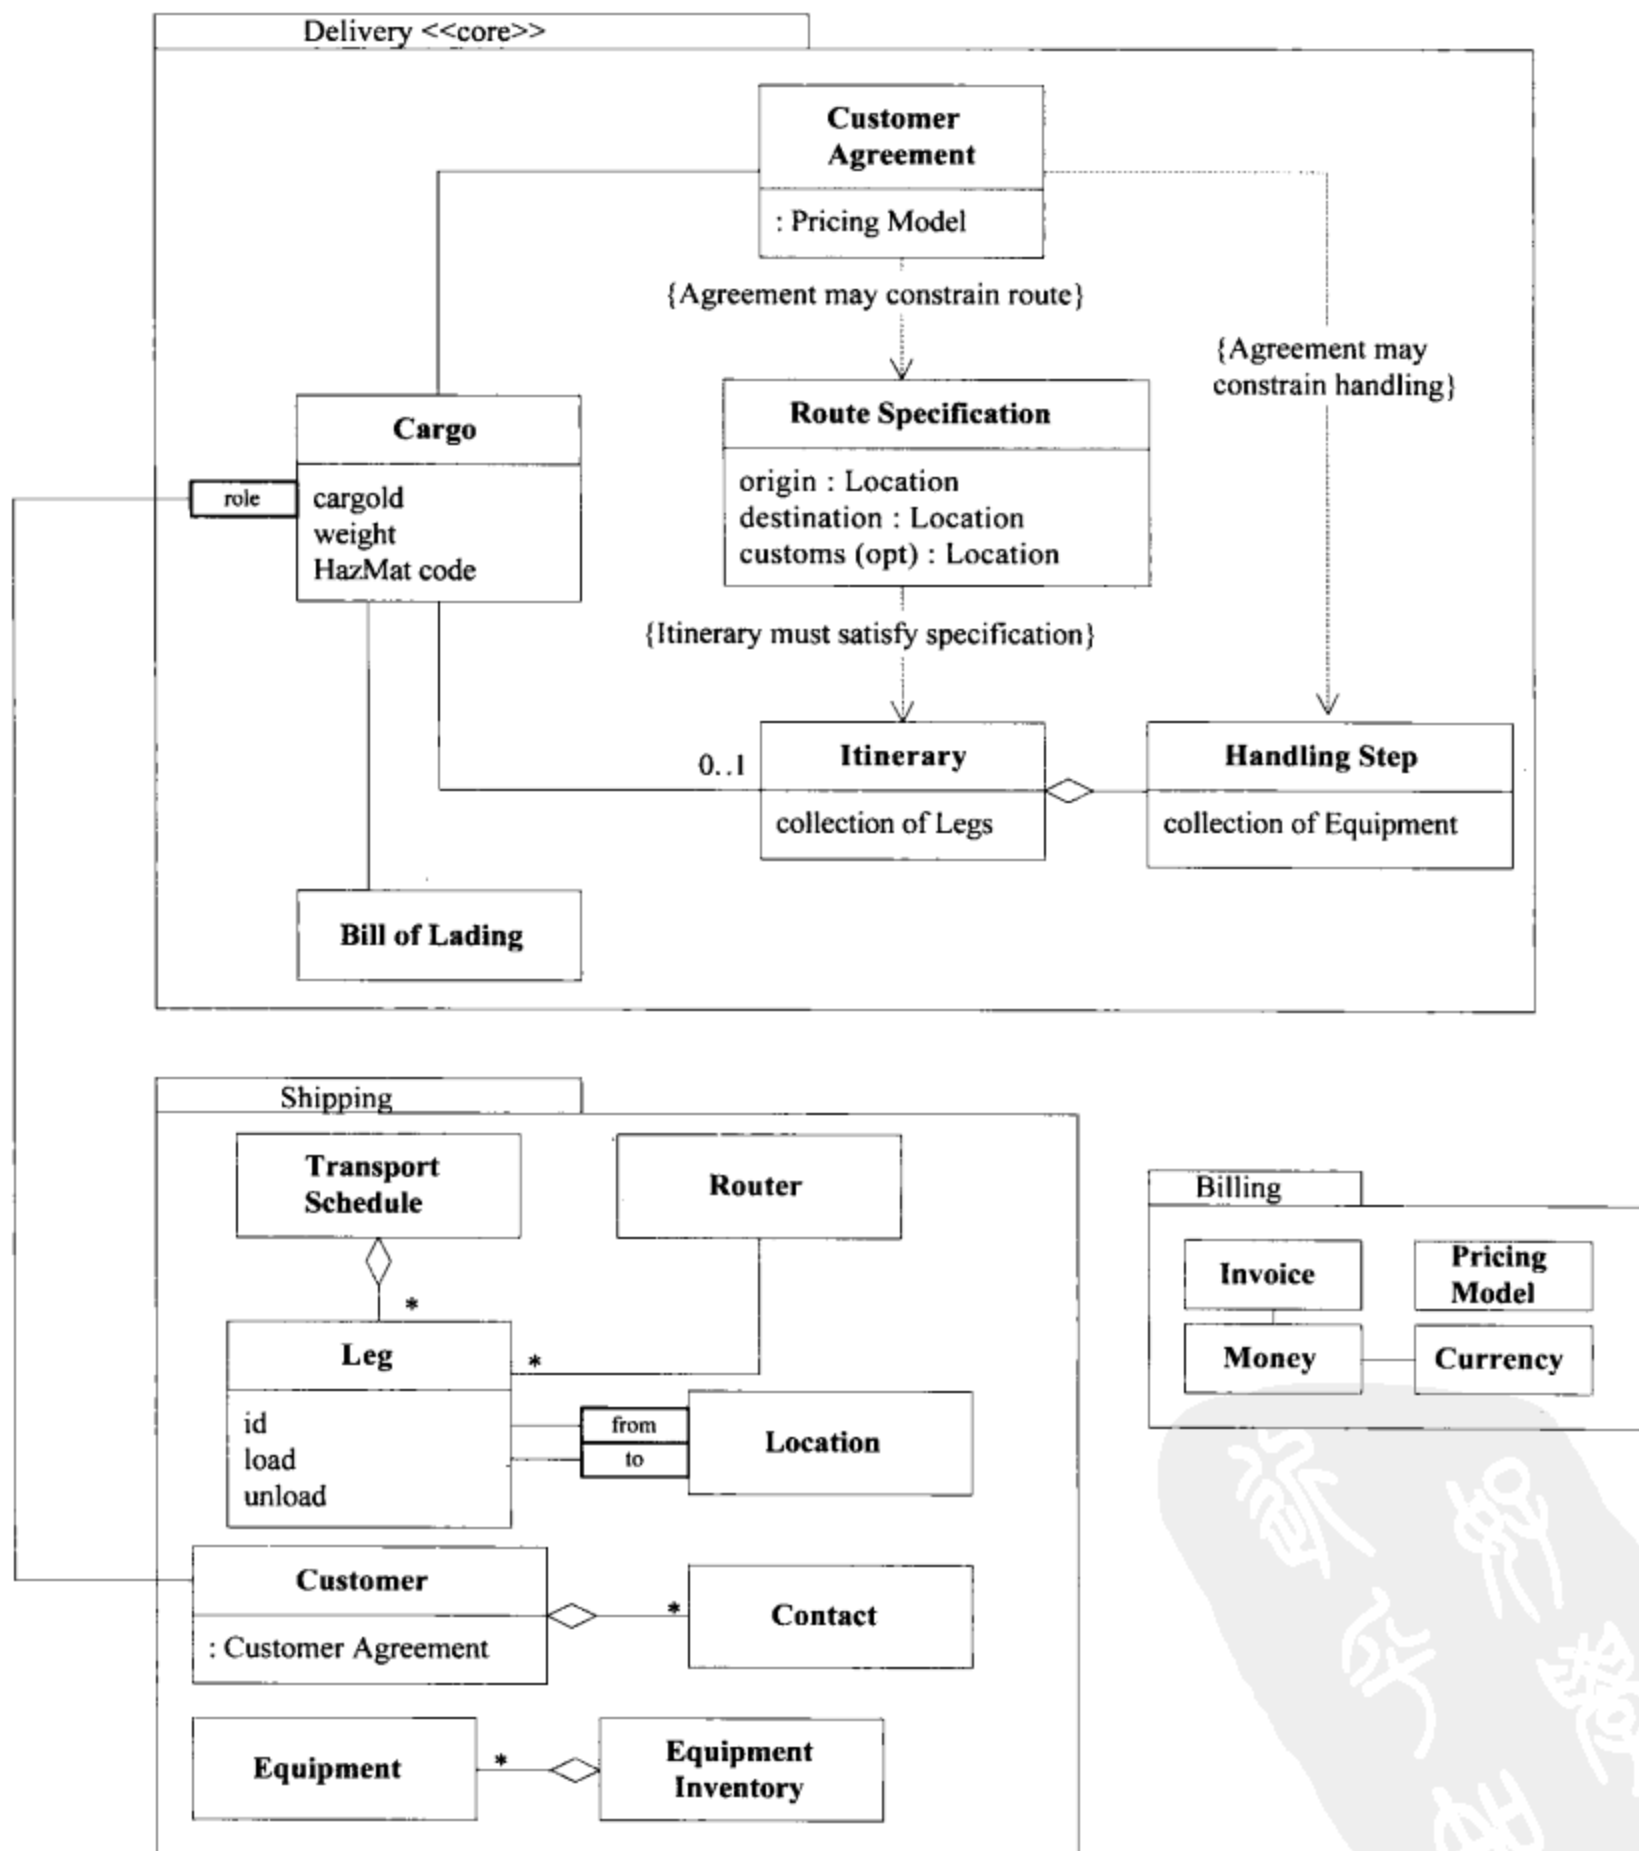 Delivery <<core>>
Customer
Agreement
: Pricing Model
{Agreement may constrain route}
{Agreement may
constrain handling}
Cargo
role
cargold
weight
HazMat code
Route Specification
origin : Location
destination : Location
customs (opt) : Location
{Itinerary must satisfy specification}
0..1
Itinerary
collection of Legs
Handling Step
collection of Equipment
Bill of Lading
Shipping
Transport
Schedule
Router
*
Leg
*
id
load
unload
from
to
Location
Customer
: Customer Agreement
*
Contact
Equipment
*
Equipment
Inventory
Billing
Invoice
Pricing
Model
Money
Currency